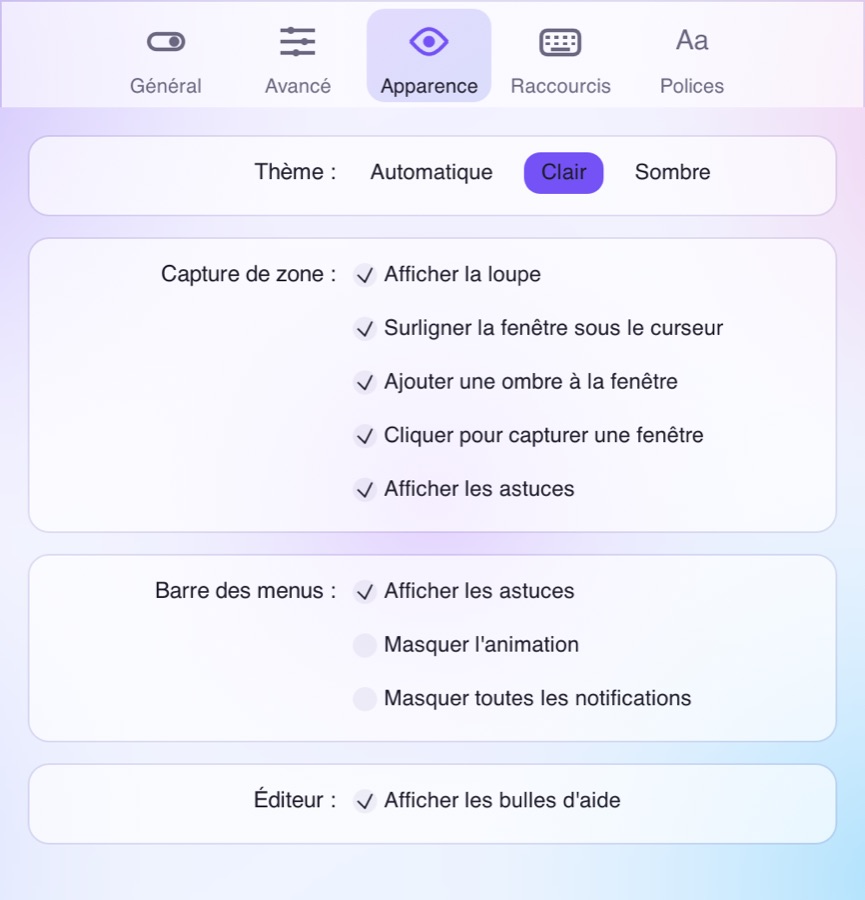 Général
Avancé
Apparence
Raccourcis
Aa
Polices
Thème : Automatique Clair Sombre
Capture de zone : Afficher la loupe
Surligner la fenêtre sous le curseur
Ajouter une ombre à la fenêtre
Cliquer pour capturer une fenêtre
Afficher les astuces
Barre des menus : Afficher les astuces
Masquer l'animation
Masquer toutes les notifications
Éditeur : Afficher les bulles d'aide